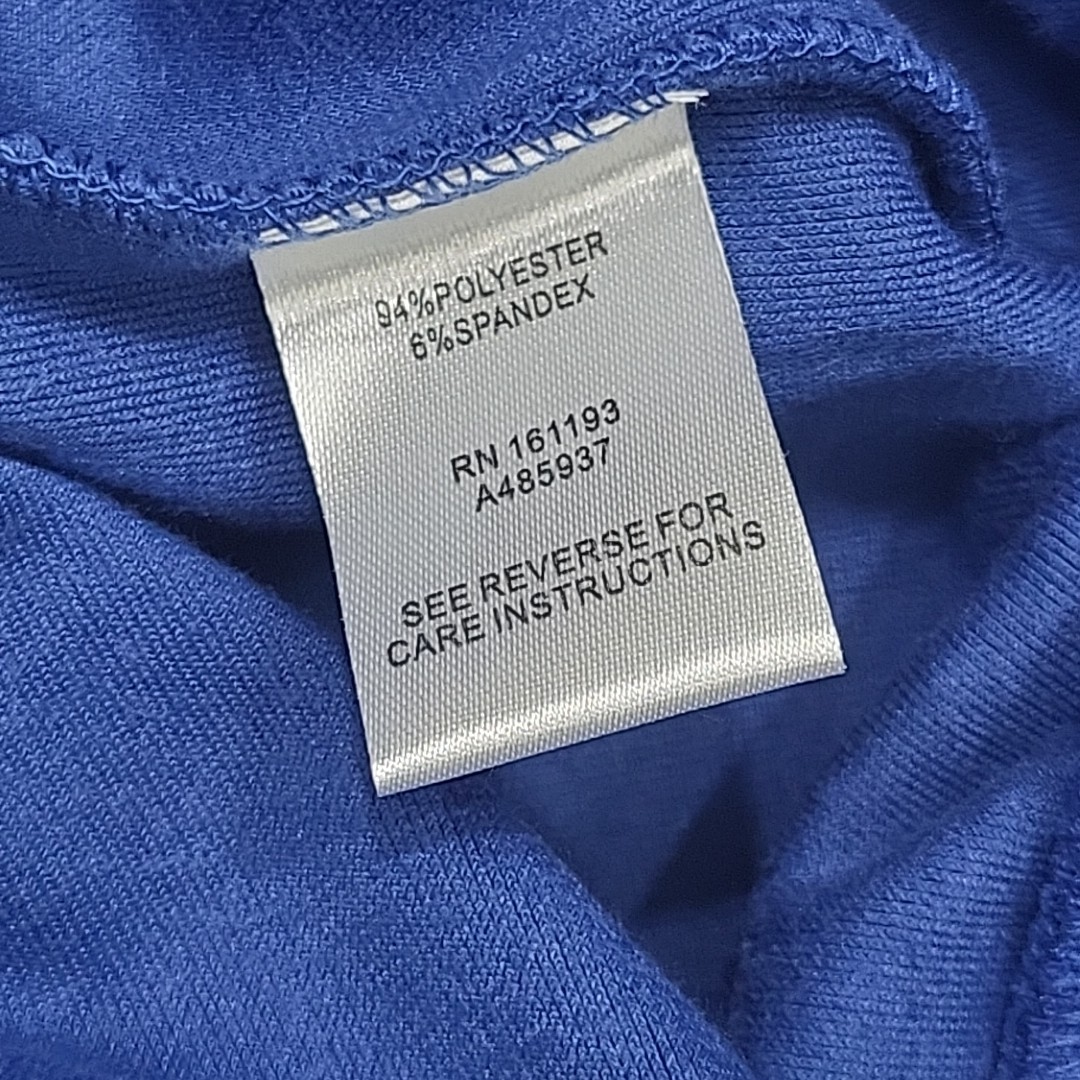 94%POLYESTER
6%SPANDEX
RN 161193
A485937
SEE REVERSE FOR
CARE INSTRUCTIONS